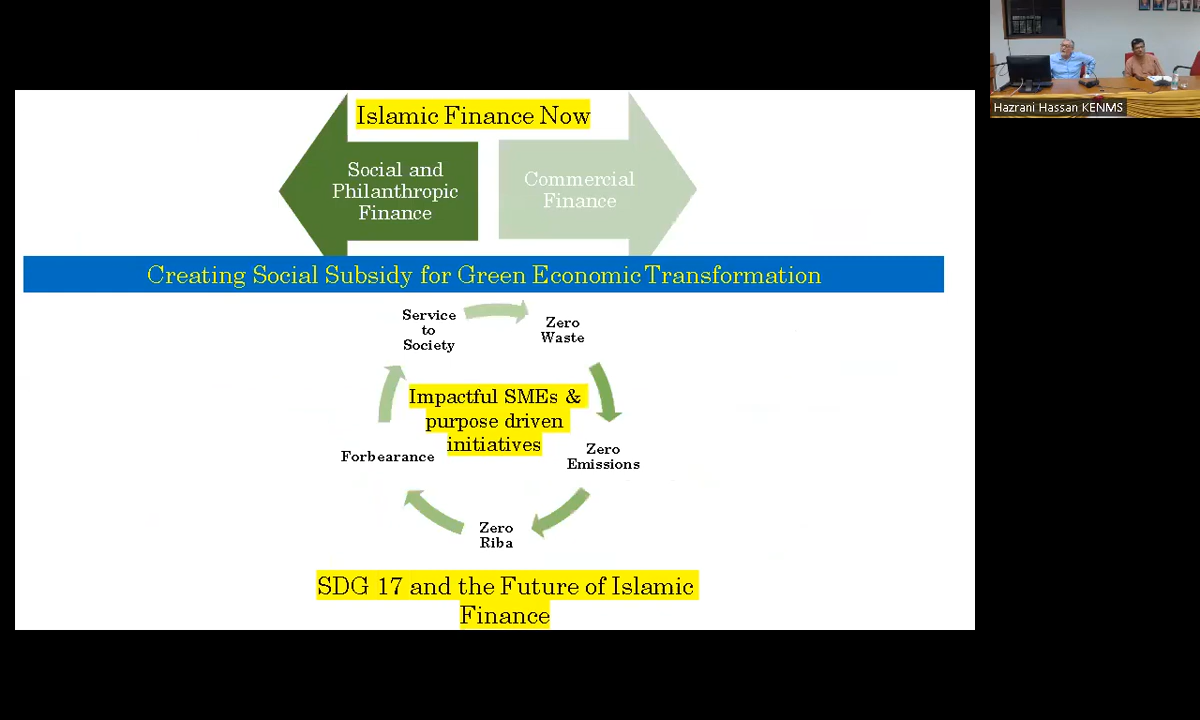 Islamic Finance Now
Social and
Philanthropic
Finance
Commercial
Finance
Creating Social Subsidy for Green Economic Transformation
Service
to
Society
Zero
Waste
Impactful SMEs &
purpose driven
initiatives
Zero
Emissions
Forbearance
Zero
Riba
SDG 17 and the Future of Islamic
Finance
Hazrani Hassan KENMS